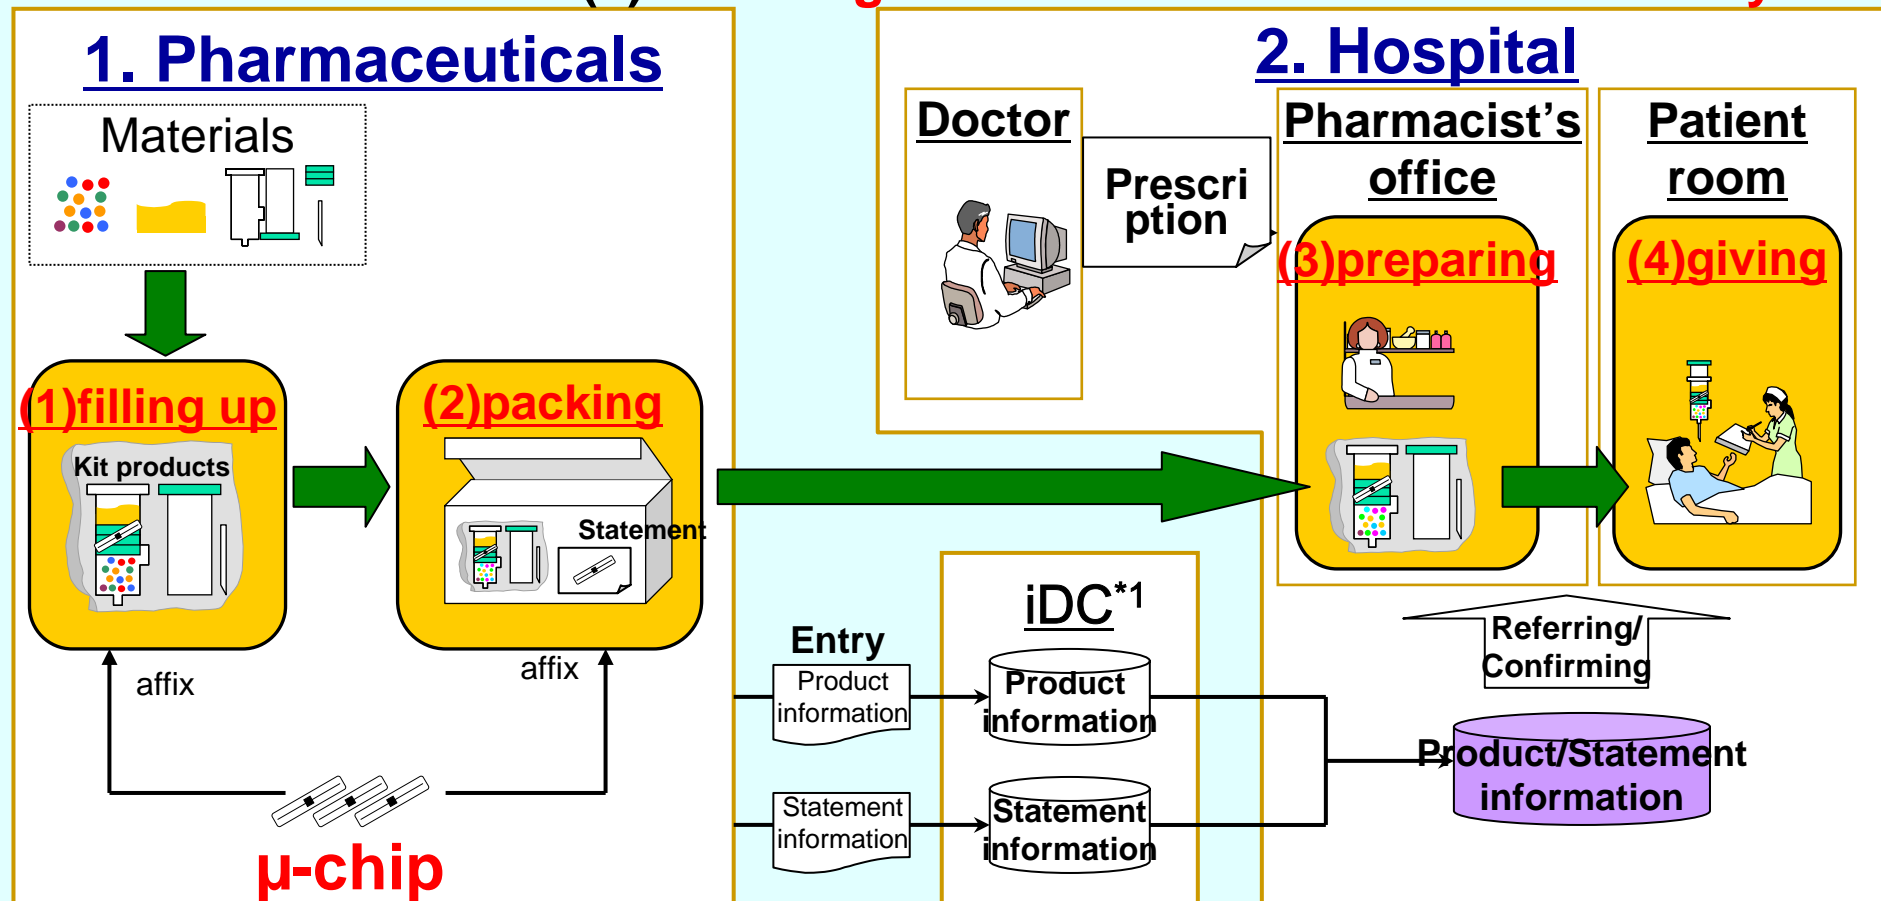 1. Pharmaceuticals
Materials
(1)filling up
Kit products
(2)packing
Statement
affix
affix
μ-chip
2. Hospital
Doctor
Prescri
ption
Pharmacist's
office
(3)preparing
Patient
room
(4)giving
Entry
Product
information
Statement
information
iDC*1
Product
information
Statement
information
Referring/
Confirming
Product/Statement
information